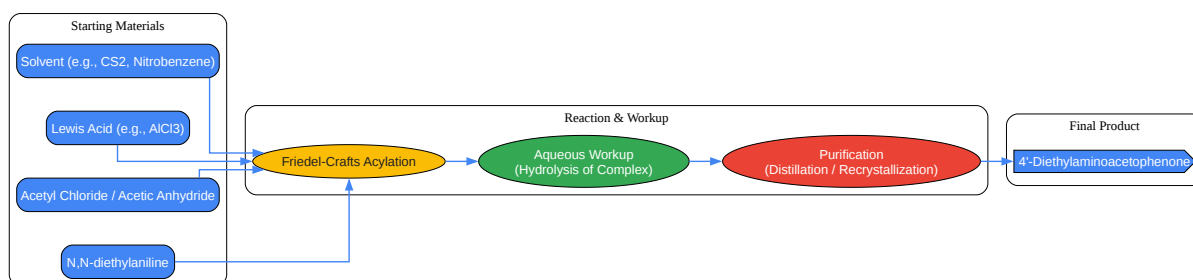 Starting Materials
Solvent (e.g., CS2, Nitrobenzene)
Lewis Acid (e.g., AlCl3)
Acetyl Chloride / Acetic Anhydride
N,N-diethylaniline
Reaction & Workup
Friedel-Crafts Acylation
Aqueous Workup
(Hydrolysis of Complex)
Purification
(Distillation / Recrystallization)
Final Product
4'-Diethylaminoacetophenone